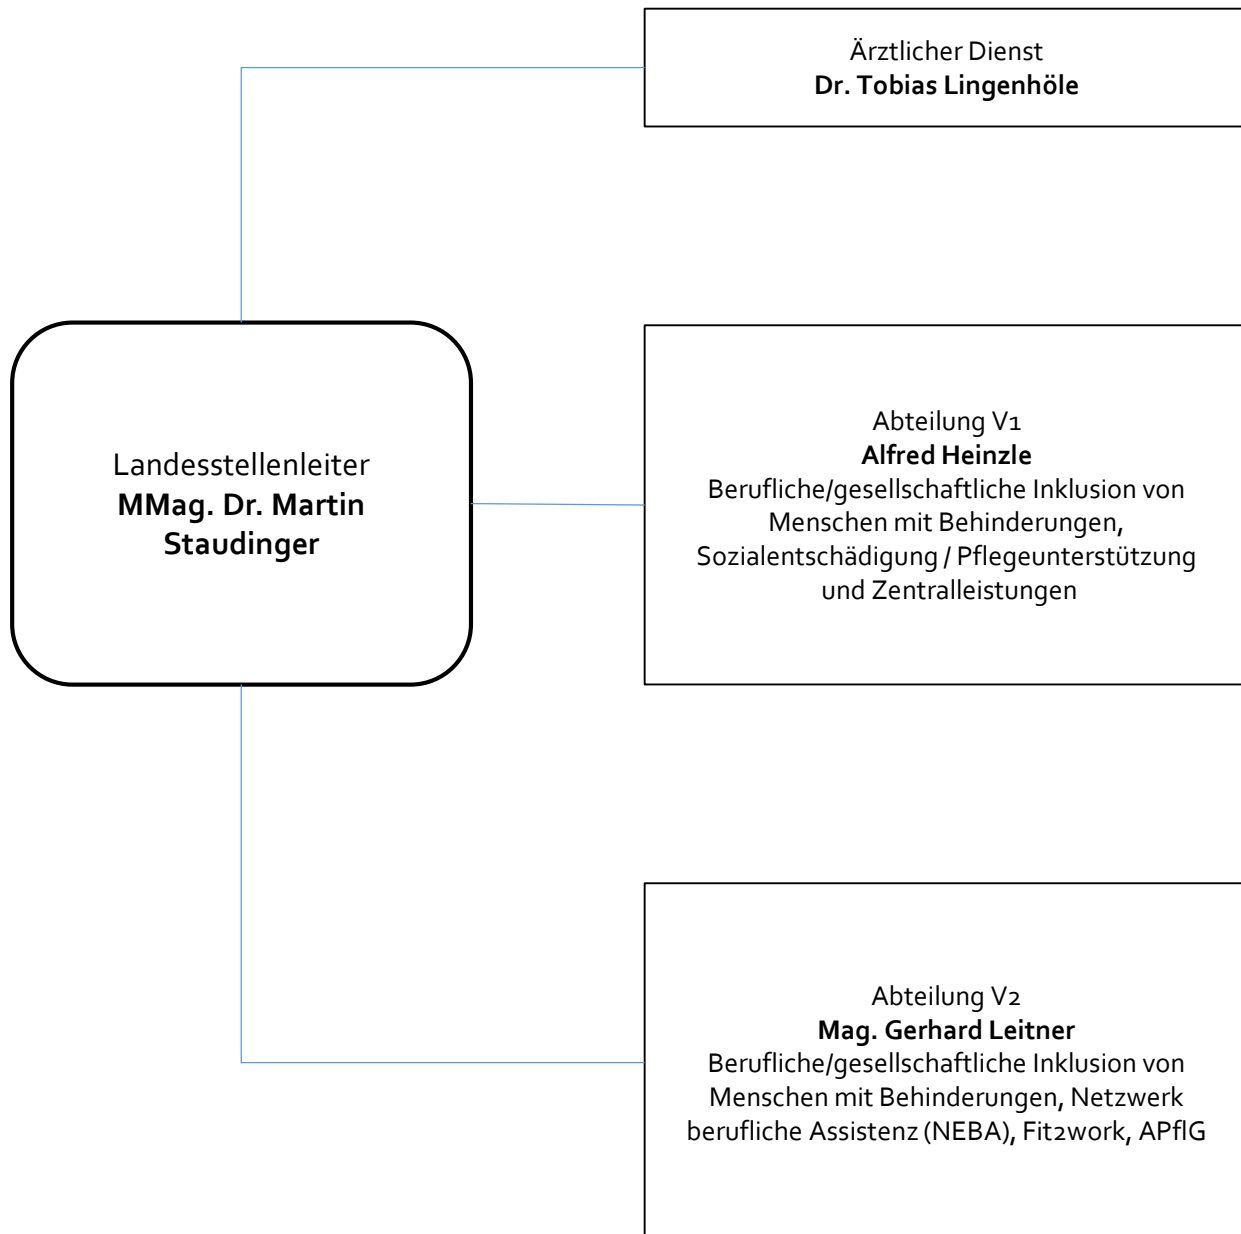 Ärztlicher Dienst
Dr. Tobias Lingenhöle
Landesstellenleiter
MMag. Dr. Martin
Staudinger
Abteilung V1
Alfred Heinzle
Berufliche/gesellschaftliche Inklusion von
Menschen mit Behinderungen,
Sozialentschädigung / Pflegeunterstützung
und Zentralleistungen
Abteilung V2
Mag. Gerhard Leitner
Berufliche/gesellschaftliche Inklusion von
Menschen mit Behinderungen, Netzwerk
berufliche Assistenz (NEBA), Fit2work, APflG